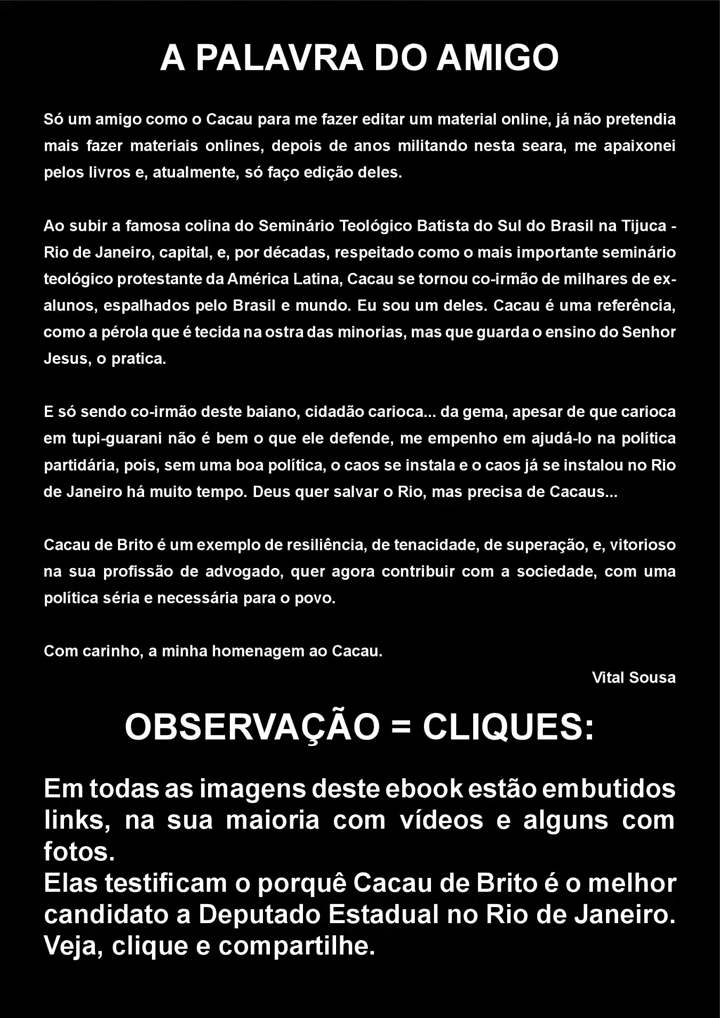 A PALAVRA DO AMIGO
Só um amigo como o Cacau para me fazer editar um material online, já não pretendia
mais fazer materiais onlines, depois de anos militando nesta seara, me apaixonei
pelos livros e, atualmente, só faço edição deles.
Ao subir a famosa colina do Seminário Teológico Batista do Sul do Brasil na Tijuca -
Rio de Janeiro, capital, e, por décadas, respeitado como o mais importante seminário
teológico protestante da América Latina, Cacau se tornou co-irmão de milhares de ex-
alunos, espalhados pelo Brasil e mundo. Eu sou um deles. Cacau é uma referência,
como a pérola que é tecida na ostra das minorias, mas que guarda o ensino do Senhor
Jesus, o pratica.
E só sendo co-irmão deste baiano, cidadão carioca... da gema, apesar de que carioca
em tupi-guarani não é bem o que ele defende, me empenho em ajudá-lo na política
partidária, pois, sem uma boa política, o caos se instala e o caos já se instalou no Rio
de Janeiro há muito tempo. Deus quer salvar o Rio, mas precisa de Cacaus...
Cacau de Brito é um exemplo de resiliência, de tenacidade, de superação, e, vitorioso
na sua profissão de advogado, quer agora contribuir com a sociedade, com uma
política séria e necessária para o povo.
Com carinho, a minha homenagem ao Cacau.
Vital Sousa
OBSERVAÇÃO = CLIQUES:
Em todas as imagens deste ebook estão embutidos
links, na sua maioria com vídeos e alguns com
fotos.
Elas testificam o porquê Cacau de Brito é o melhor
candidato a Deputado Estadual no Rio de Janeiro.
Veja, clique e compartilhe.